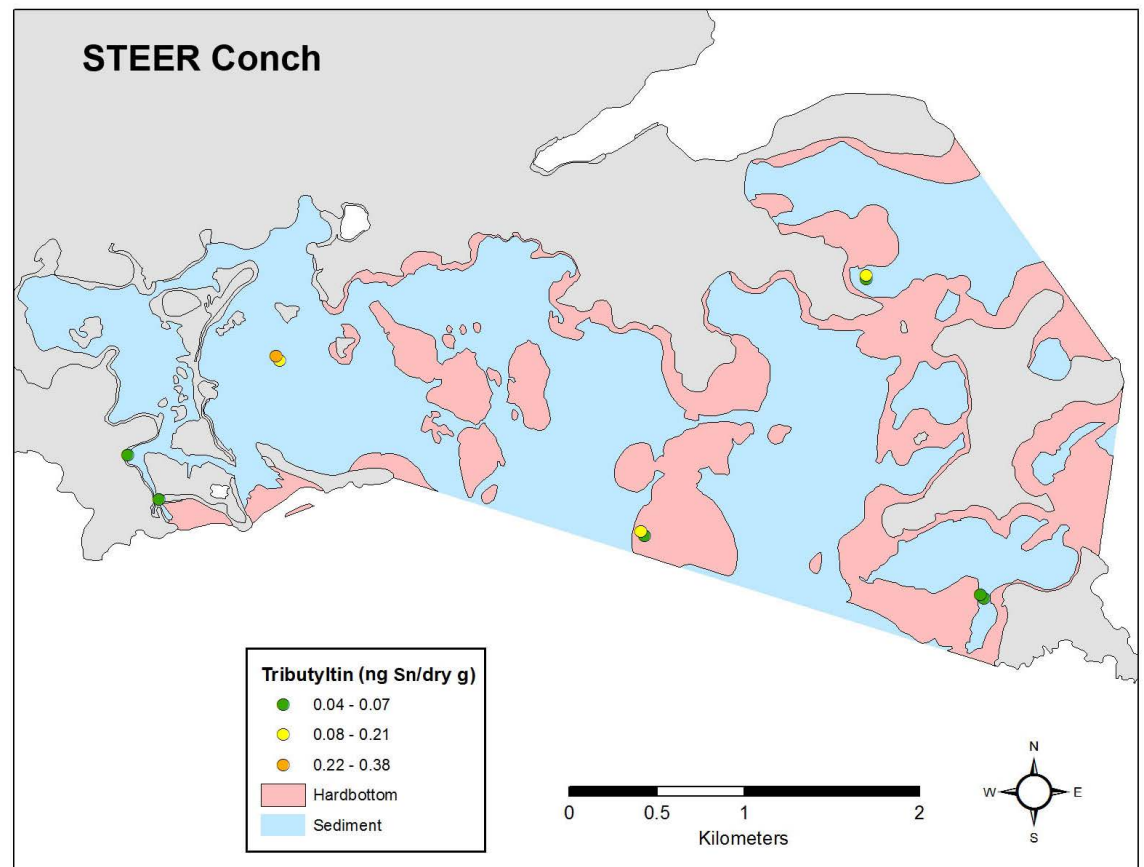 STEER Conch
Tributyltin (ng Sn/dry g)
0.04 - 0.07
0.08 - 0.21
0.22 - 0.38
Hardbottom
Sediment
0 0.5 1 2
Kilometers
N
W E
S